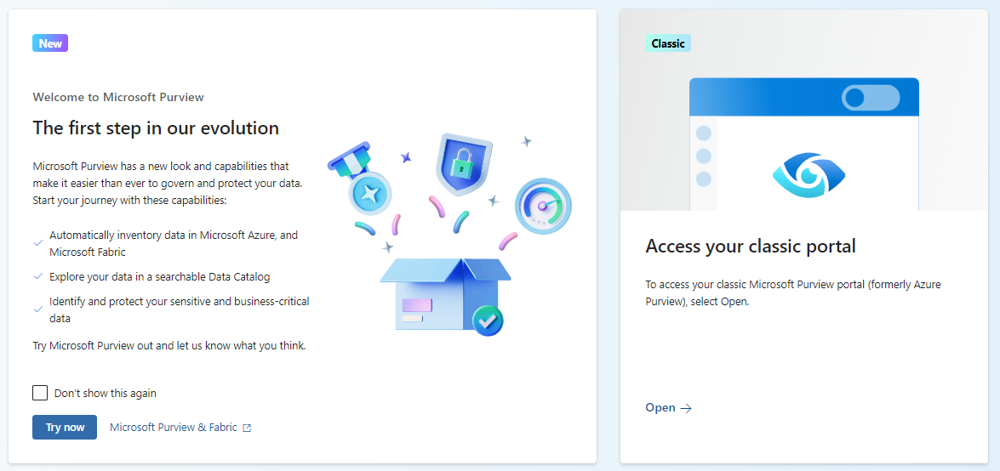 New
Welcome to Microsoft Purview
The first step in our evolution
Microsoft Purview has a new look and capabilities that
make it easier than ever to govern and protect your data.
Start your journey with these capabilities:
Automatically inventory data in Microsoft Azure, and
Microsoft Fabric
Explore your data in a searchable Data Catalog
Identify and protect your sensitive and business-critical
data
Try Microsoft Purview out and let us know what you think.
Don't show this again
Try now
Microsoft Purview & Fabric
Classic
Access your classic portal
To access your classic Microsoft Purview portal (formerly Azure
Purview), select Open.
Open